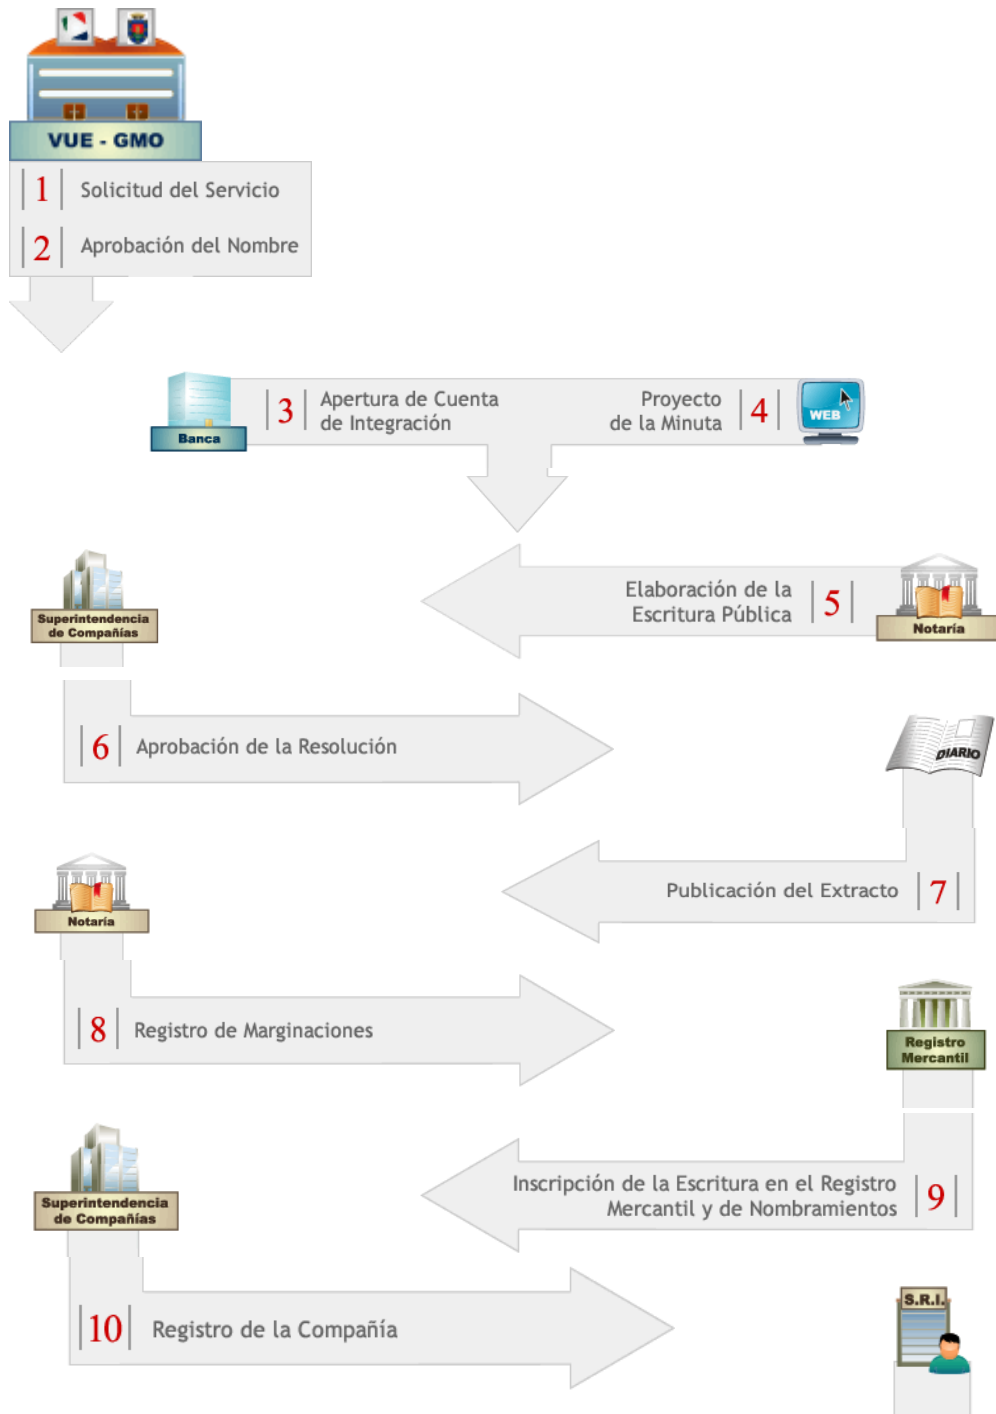 VUE - GMO
1 Solicitud del Servicio
2 Aprobación del Nombre
Banca
3 Apertura de Cuenta
de Integración
Proyecto
de la Minuta 4
WEB
Superintendencia
de Compañías
Elaboración de la
Escritura Pública 5
Notaría
6 Aprobación de la Resolución
DIARIO
Publicación del Extracto 7
Notaría
8 Registro de Marginaciones
Registro
Mercantil
Superintendencia
de Compañías
Inscripción de la Escritura en el Registro
Mercantil y de Nombramientos 9
10 Registro de la Compañía
S.R.I.